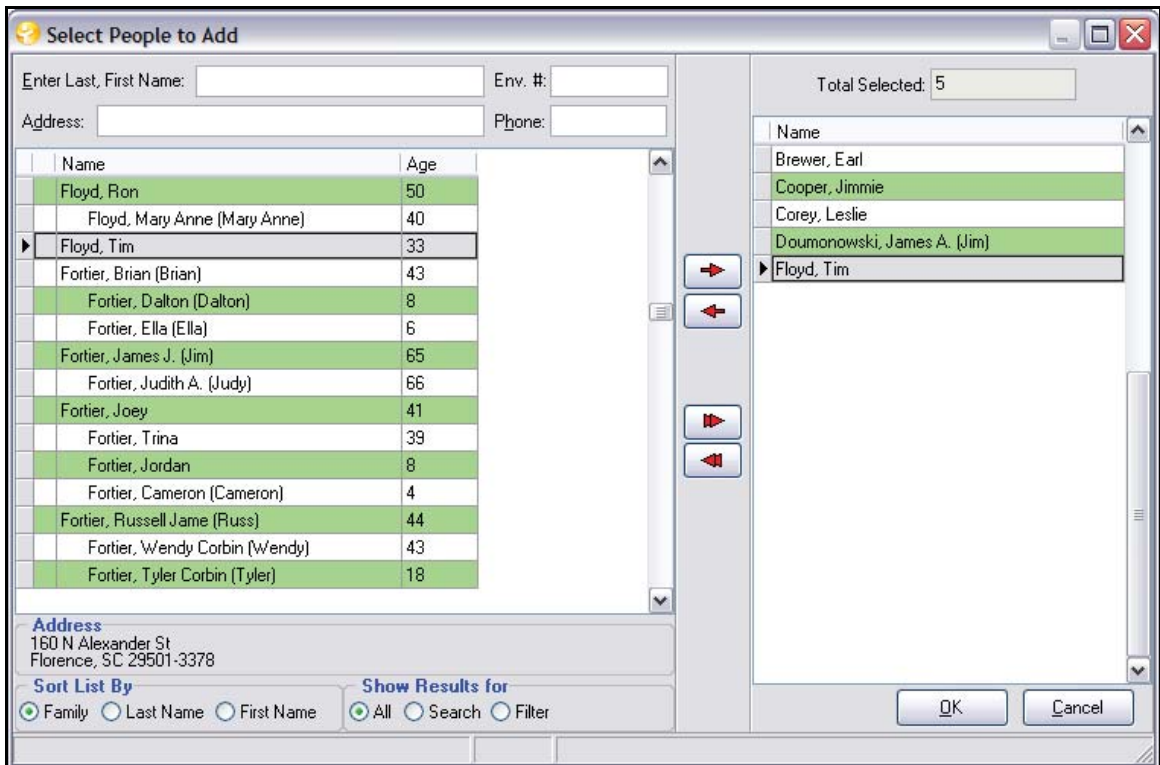 Select People to Add
Enter Last, First Name: Env. #:
Address: Phone:
Name Age
Floyd, Ron 50
Floyd, Mary Anne (Mary Anne) 40
Floyd, Tim 33
Fortier, Brian (Brian) 43
Fortier, Dalton (Dalton) 8
Fortier, Ella (Ella) 6
Fortier, James J. (Jim) 65
Fortier, Judith A. (Judy) 66
Fortier, Joey 41
Fortier, Trina 39
Fortier, Jordan 8
Fortier, Cameron (Cameron) 4
Fortier, Russell Jame (Russ) 44
Fortier, Wendy Corbin (Wendy) 43
Fortier, Tyler Corbin (Tyler) 18
Address
160 N Alexander St
Florence, SC 29501-3378
Sort List By
Family Last Name First Name
Show Results for
All Search Filter
Total Selected: 5
Name
Brewer, Earl
Cooper, Jimmie
Corey, Leslie
Doumonowski, James A. (Jim)
Floyd, Tim
OK Cancel